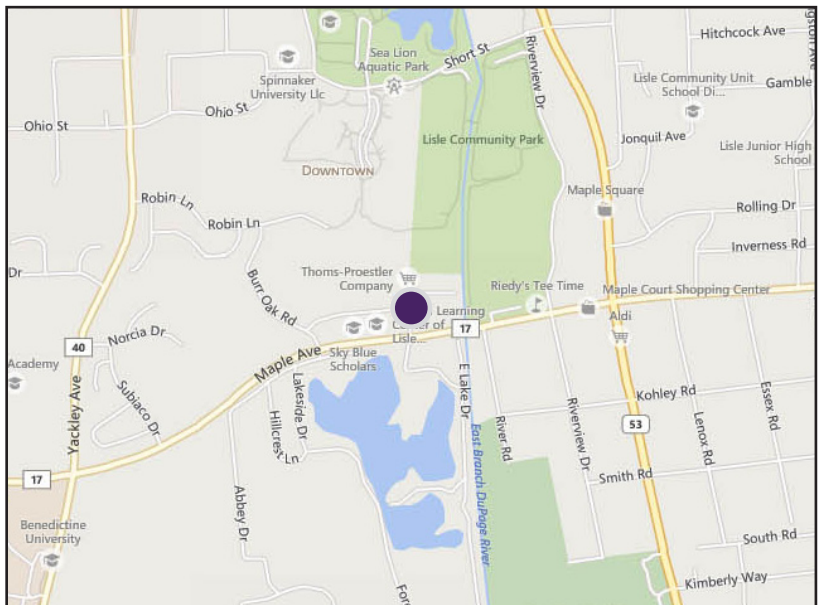 Hitchcock Ave
Sea Lion
Aquatic Park
Short St
Riverview Dr
Spinnaker
University Llc
Lisle Community Unit
School Di...
Gamble
Ohio St
Ohio St
Jonquil Ave
Lisle Community Park
Lisle Junior High
School
DOWNTOWN
Maple Square
Robin Ln
Rolling Dr
Robin Ln
Inverness Rd
Dr
Thoms-Proestler
Company
Burr Oak Rd
Riedy's Tee Time
Maple Court Shopping Center
Learning
Center of
Lisle...
17
Aldi
Norcia Dr
40
Sky Blue
Scholars
Maple Ave
Academy
Yackley Ave
Subiaco Dr
Lakeside Dr
Hillcrest Ln
E Lake Dr
Kohley Rd
Essex Rd
River Rd
Riverview Dr
53
Lenox Rd
East Branch DuPage River
Smith Rd
17
Abbey Dr
Benedictine
University
South Rd
Kimberly Way